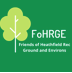 FoHRGE
Friends of Heathfield Rec
Ground and Environs